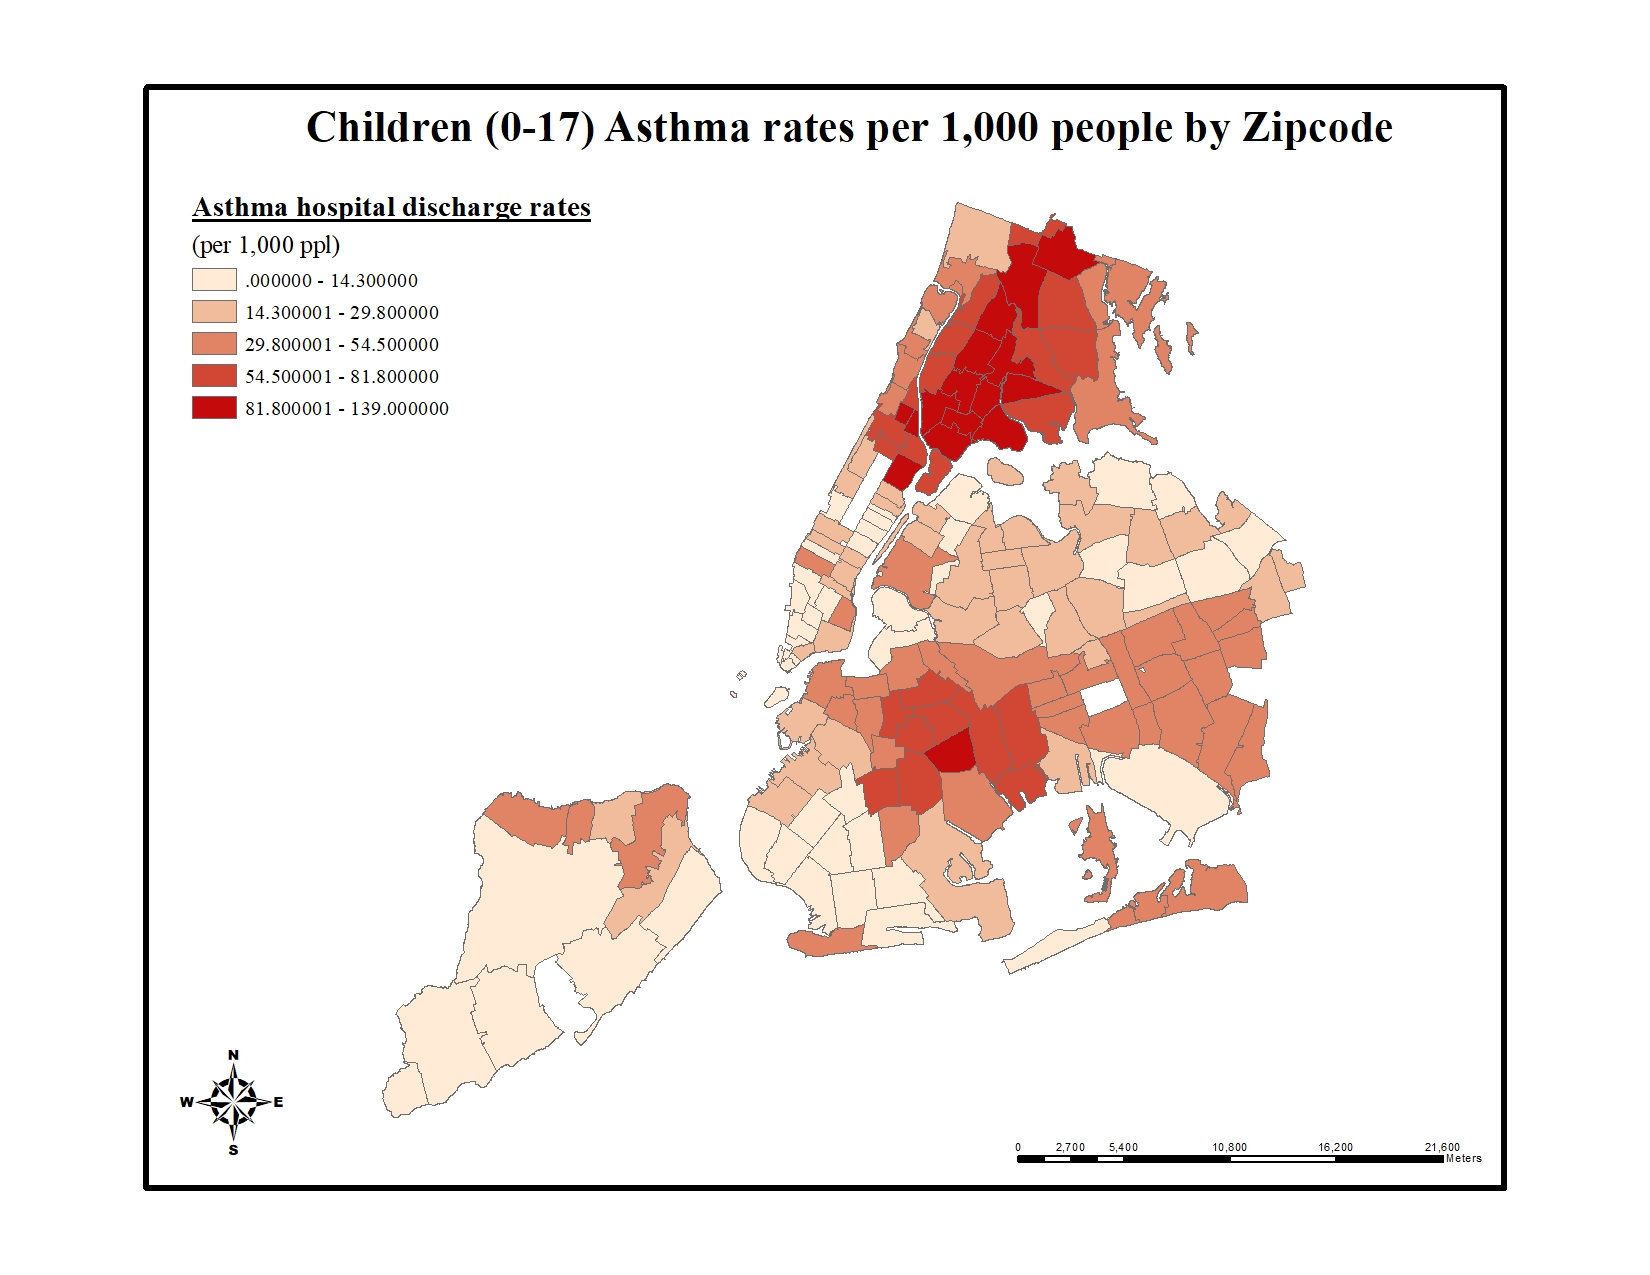 Children (0-17) Asthma rates per 1,000 people by Zipcode
Asthma hospital discharge rates
(per 1,000 ppl)
.000000 - 14.300000
14.300001 - 29.800000
29.800001 - 54.500000
54.500001 - 81.800000
81.800001 - 139.000000
N
W E
S
0 2,700 5,400 10,800 16,200 21,600
Meters